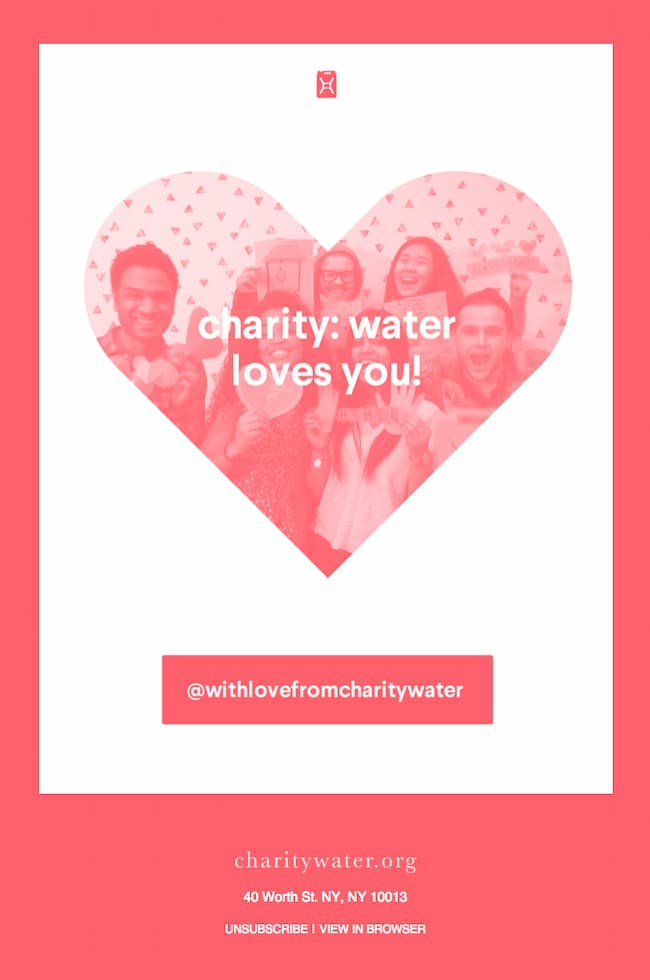 charity: water
loves you!
@withlovefromcharitywater
charitywater.org
40 Worth St. NY, NY 10013
UNSUBSCRIBE | VIEW IN BROWSER